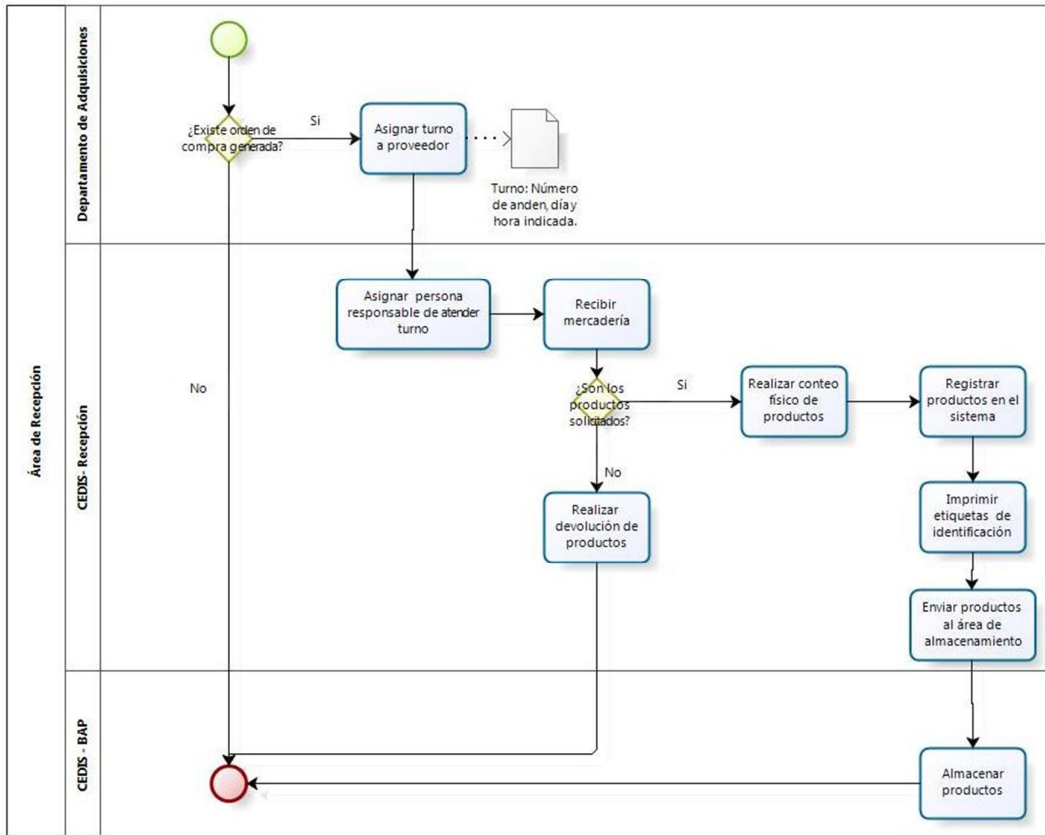 Área de Recepción
Departamento de Adquisiciones
¿Existe orden de
compra generada?
Si
Asignar turno
a proveedor
Turno: Número
de anden, día y
hora indicada.
No
CEDIS- Recepción
Asignar persona
responsable de atender
turno
Recibir
mercadería
¿Son los
productos
solicitados?
Si
Realizar conteo
físico de
productos
Registrar
productos en el
sistema
No
Realizar
devolución de
productos
Imprimir
etiquetas de
identificación
Enviar productos
al área de
almacenamiento
CEDIS - BAP
Almacenar
productos